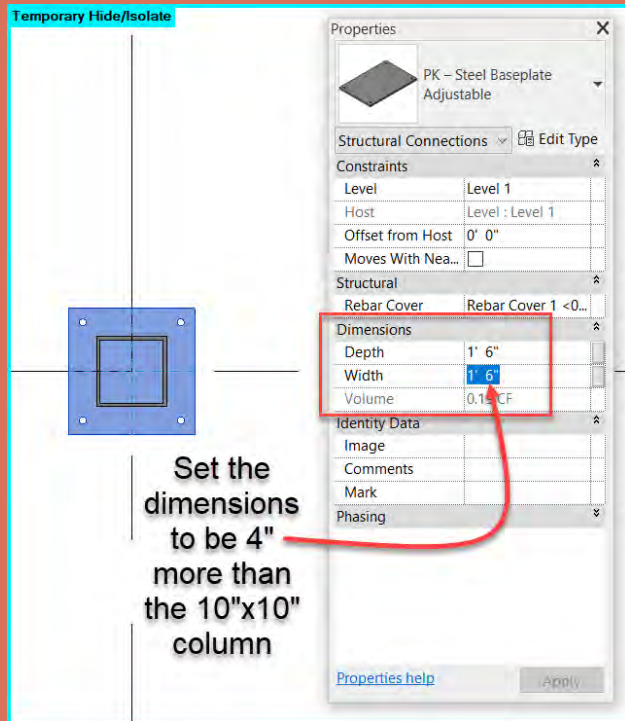 Temporary Hide/Isolate
Properties X
PK – Steel Baseplate
Adjustable
Structural Connections Edit Type
Constraints
Level Level 1
Host Level : Level 1
Offset from Host 0' 0"
Moves With Nea...
Structural
Rebar Cover Rebar Cover 1 <0...
Dimensions
Depth 1' 6"
Width 1' 6"
Volume CF
Identity Data
Image
Comments
Mark
Phasing
Set the
dimensions
to be 4"
more than
the 10"x10"
column
Properties help Apply